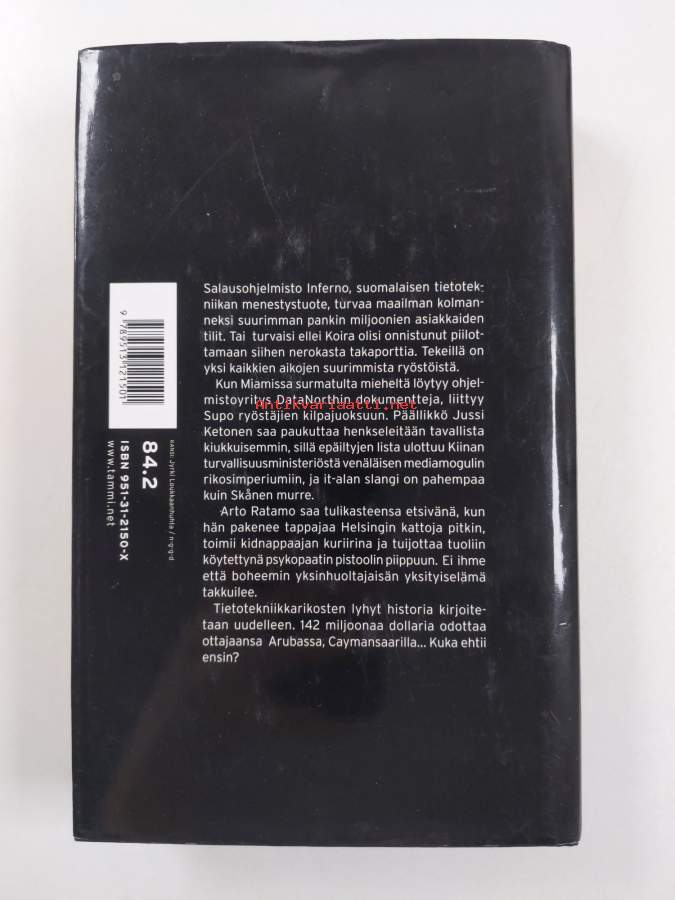 Salausohjelmisto Inferno, suomalaisen tietotek-
niikan menestystuote, turvaa maailman kolman-
neksi suurimman pankin miljoonien asiakkaiden
tilit. Tai turvaisi ellei Koira olisi onnistunut piilot-
tamaan siihen nerokasta takaporttia. Tekeillä on
yksi kaikkien aikojen suurimmista ryöstöistä.
Kun Miamissa surmatulta mieheltä löytyy ohjel-
mistoyritys DataNorthin dokumentteja, liittyy
Antikvariaatti.net
Supo ryöstäjien kilpajuoksuun. Päällikkö Jussi
Ketonen saa paukuttaa henkseleitään tavallista
kiukkuisemmin, sillä epäiltyjen lista ulottuu Kiinan
turvallisuusministeriöstä venäläisen mediamogulin
rikosimperiumiin, ja it-alan slangi on pahempaa
kuin Skånen murre.
Arto Ratamo saa tulikasteensa etsivänä, kun
hän pakenee tappajaa Helsingin kattoja pitkin,
toimii kidnappaajan kuriirina ja tuijottaa tuoliin
köytettynä psykopaatin pistoolin piippuun. Ei ihme
että boheemin yksinhuoltajaisän yksityiselämä
takkuilee.
Tietotekniikkarikosten lyhyt historia kirjoite-
taan uudelleen. 142 miljoonaa dollaria odottaa
ottajaansa Arubassa, Caymansaarilla... Kuka ehtii
ensin?
9 789513 121501
KANSI: Jyrki Loukkaanhuhta / n-g-g-d
84.2
ISBN 951-31-2150-X
www.tammi.net